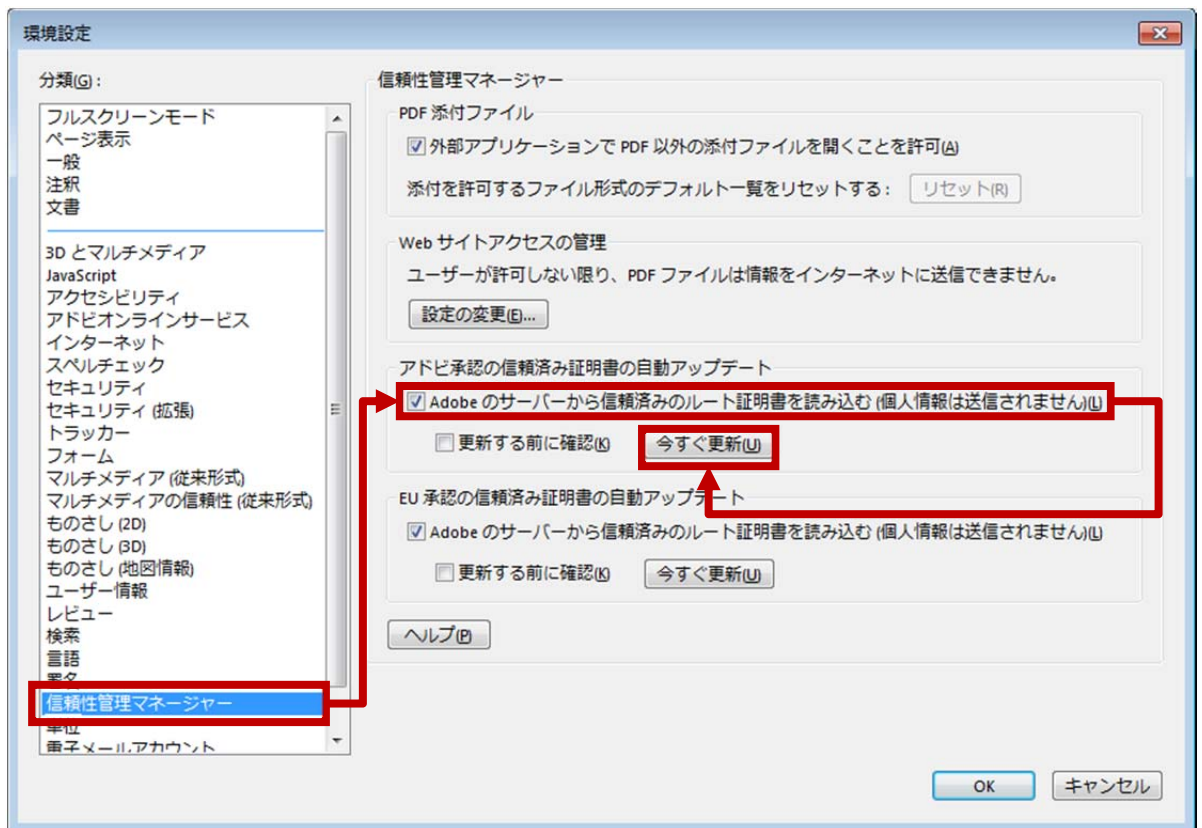 環境設定
分類(G) :
フルスクリーンモード
ページ表示
一般
注釈
文書
3D とマルチメディア
JavaScript
アクセシビリティ
アドビオンラインサービス
インターネット
スペルチェック
セキュリティ
セキュリティ (拡張)
トラッカー
フォーム
マルチメディア (従来形式)
マルチメディアの信頼性 (従来形式)
ものさし (2D)
ものさし (3D)
ものさし (地図情報)
ユーザー情報
レビュー
検索
言語
署名
信頼性管理マネージャー
単位
電子メールアカウント
信頼性管理マネージャー
PDF 添付ファイル
外部アプリケーションで PDF 以外の添付ファイルを開くことを許可(A)
添付を許可するファイル形式のデフォルト一覧をリセットする : リセット(R)
Web サイトアクセスの管理
ユーザーが許可しない限り、PDF ファイルは情報をインターネットに送信できません。
設定の変更(E)...
アドビ承認の信頼済み証明書の自動アップデート
Adobe のサーバーから信頼済みのルート証明書を読み込む (個人情報は送信されません)(L)
更新する前に確認(K) 今すぐ更新(U)
EU 承認の信頼済み証明書の自動アップデート
Adobe のサーバーから信頼済みのルート証明書を読み込む (個人情報は送信されません)(L)
更新する前に確認(K) 今すぐ更新(U)
ヘルプ(P)
OK キャンセル